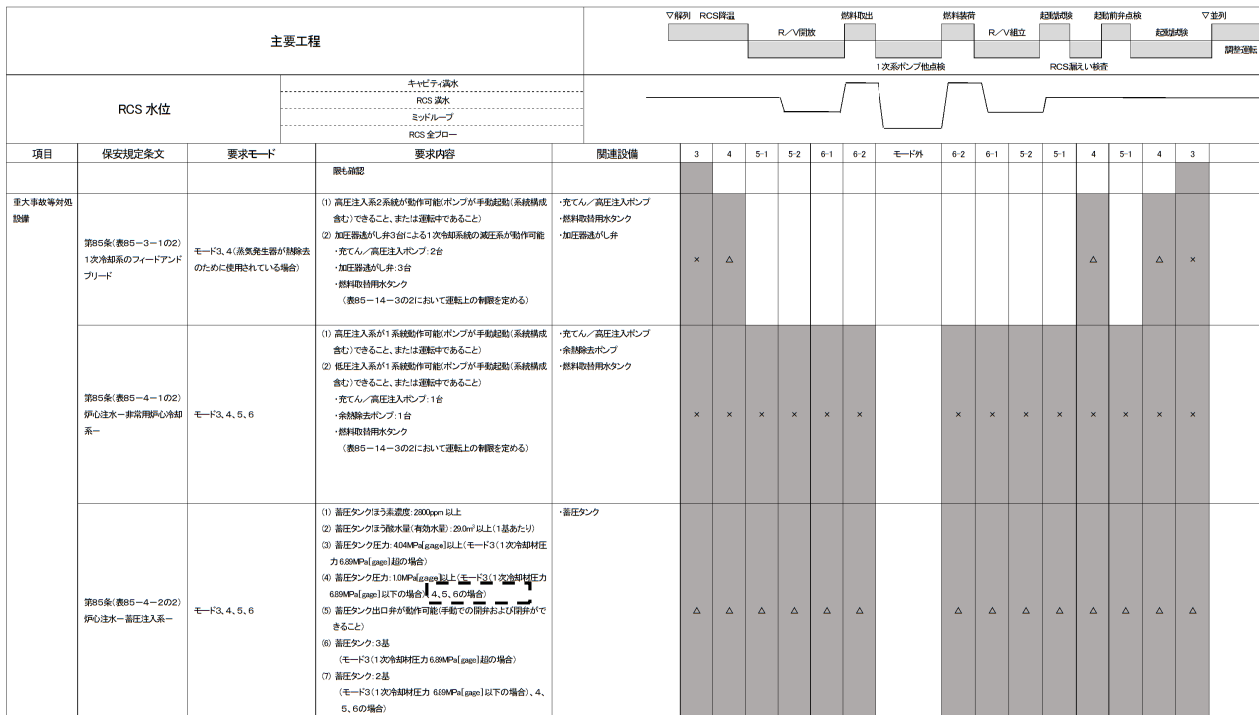 主要工程
▽解列 RCS降温 燃料取出 燃料装荷 起動試験 起動前弁点検 ▽並列
R/V開放 R/V組立 起動試験
調整運転
1次系ポンプ他点検 RCS漏えい検査
RCS 水位
キャビティ満水
RCS 満水
ミッドループ
RCS 全ブロー
項目 保安規定条文 要求モード 要求内容 関連設備 3 4 5-1 5-2 6-1 6-2 モード外 6-2 6-1 5-2 5-1 4 5-1 4 3
限も確認
重大事故等対処
設備
第85条(表85-3-1の2)
1次冷却系のフィードアンド
ブリード
モード3、4(蒸気発生器が熱除去
のために使用されている場合)
(1) 高圧注入系2系統が動作可能(ポンプが手動起動(系統構成
含む)できること、または運転中であること)
(2) 加圧器逃がし弁3台による1次冷却系統の減圧系が動作可能
・充てん/高圧注入ポンプ:2台
・加圧器逃がし弁:3台
・燃料取替用水タンク
(表85-14-3の2において運転上の制限を定める)
・充てん/高圧注入ポンプ
・燃料取替用水タンク
・加圧器逃がし弁
× △ △ △ ×
第85条(表85-4-1の2)
炉心注水-非常用炉心冷却
系-
モード3、4、5、6
(1) 高圧注入系が1系統動作可能(ポンプが手動起動(系統構成
含む)できること、または運転中であること)
(2) 低圧注入系が1系統動作可能(ポンプが手動起動(系統構成
含む)できること、または運転中であること)
・充てん/高圧注入ポンプ:1台
・余熱除去ポンプ:1台
・燃料取替用水タンク
(表85-14-3の2において運転上の制限を定める)
・充てん/高圧注入ポンプ
・余熱除去ポンプ
・燃料取替用水タンク
× × × × × × × × × × × × × ×
第85条(表85-4-2の2)
炉心注水-蓄圧注入系-
モード3、4、5、6
(1) 蓄圧タンクほう素濃度:2800ppm 以上
(2) 蓄圧タンクほう酸水量(有効水量):29.0m³以上(1基あたり)
(3) 蓄圧タンク圧力:4.04MPa[gage]以上(モード3(1次冷却材圧
力 6.89MPa[gage]超の場合)
(4) 蓄圧タンク圧力:1.0MPa[gage]以上(モード3(1次冷却材圧力
6.89MPa[gage]以下の場合)、4、5、6の場合)
(5) 蓄圧タンク出口弁が動作可能(手動での開弁および閉弁がで
きること)
(6) 蓄圧タンク:3基
(モード3(1次冷却材圧力 6.89MPa[gage]超の場合)
(7) 蓄圧タンク:2基
(モード3(1次冷却材圧力 6.89MPa[gage]以下の場合)、4、
5、6の場合)
・蓄圧タンク
△ △ △ △ △ △ △ △ △ △ △ △ △ △